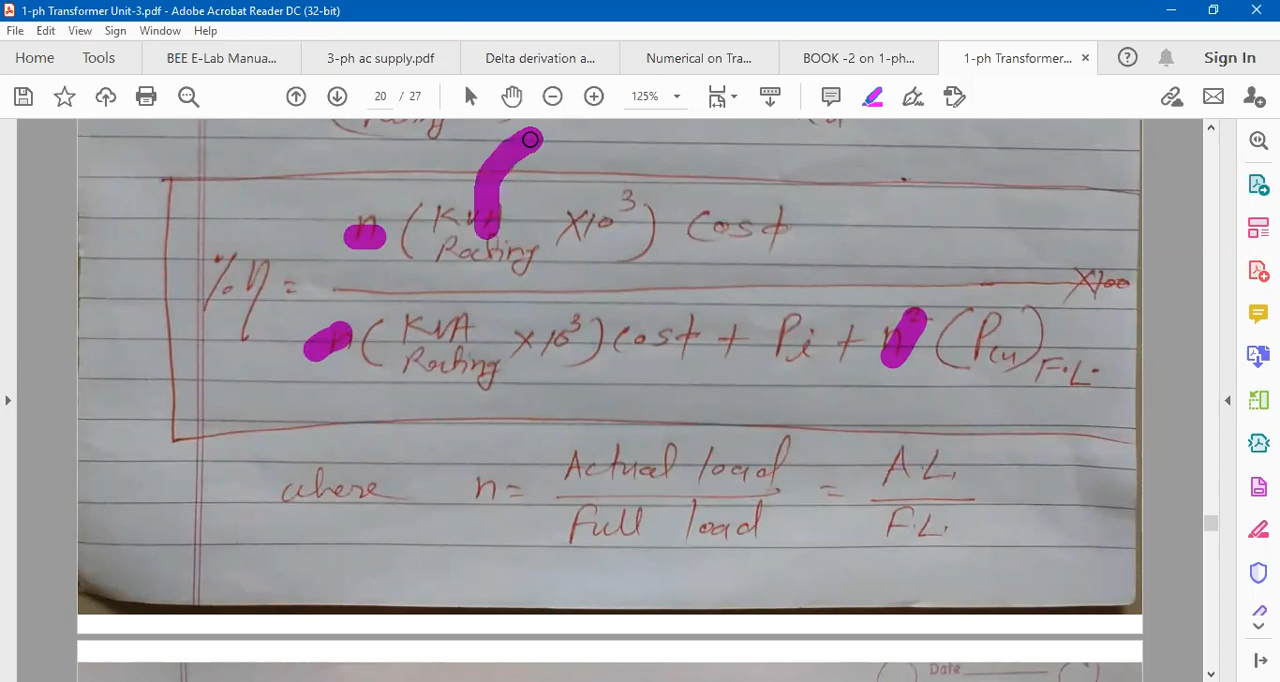 1-ph Transformer Unit-3.pdf - Adobe Acrobat Reader DC (32-bit)
File Edit View Sign Window Help
Home Tools BEE E-Lab Manua... 3-ph ac supply.pdf Delta derivation a... Numerical on Tra... BOOK -2 on 1-ph... 1-ph Transformer... Sign In
20 / 27 125%
n (KVA Rating ×10³) Cosϕ
%η = ×100
n (KVA Rating ×10³) cosϕ + Pi + n² (Pcu)F.L.
where n = Actual load / Full load = A.L. / F.L.
Date